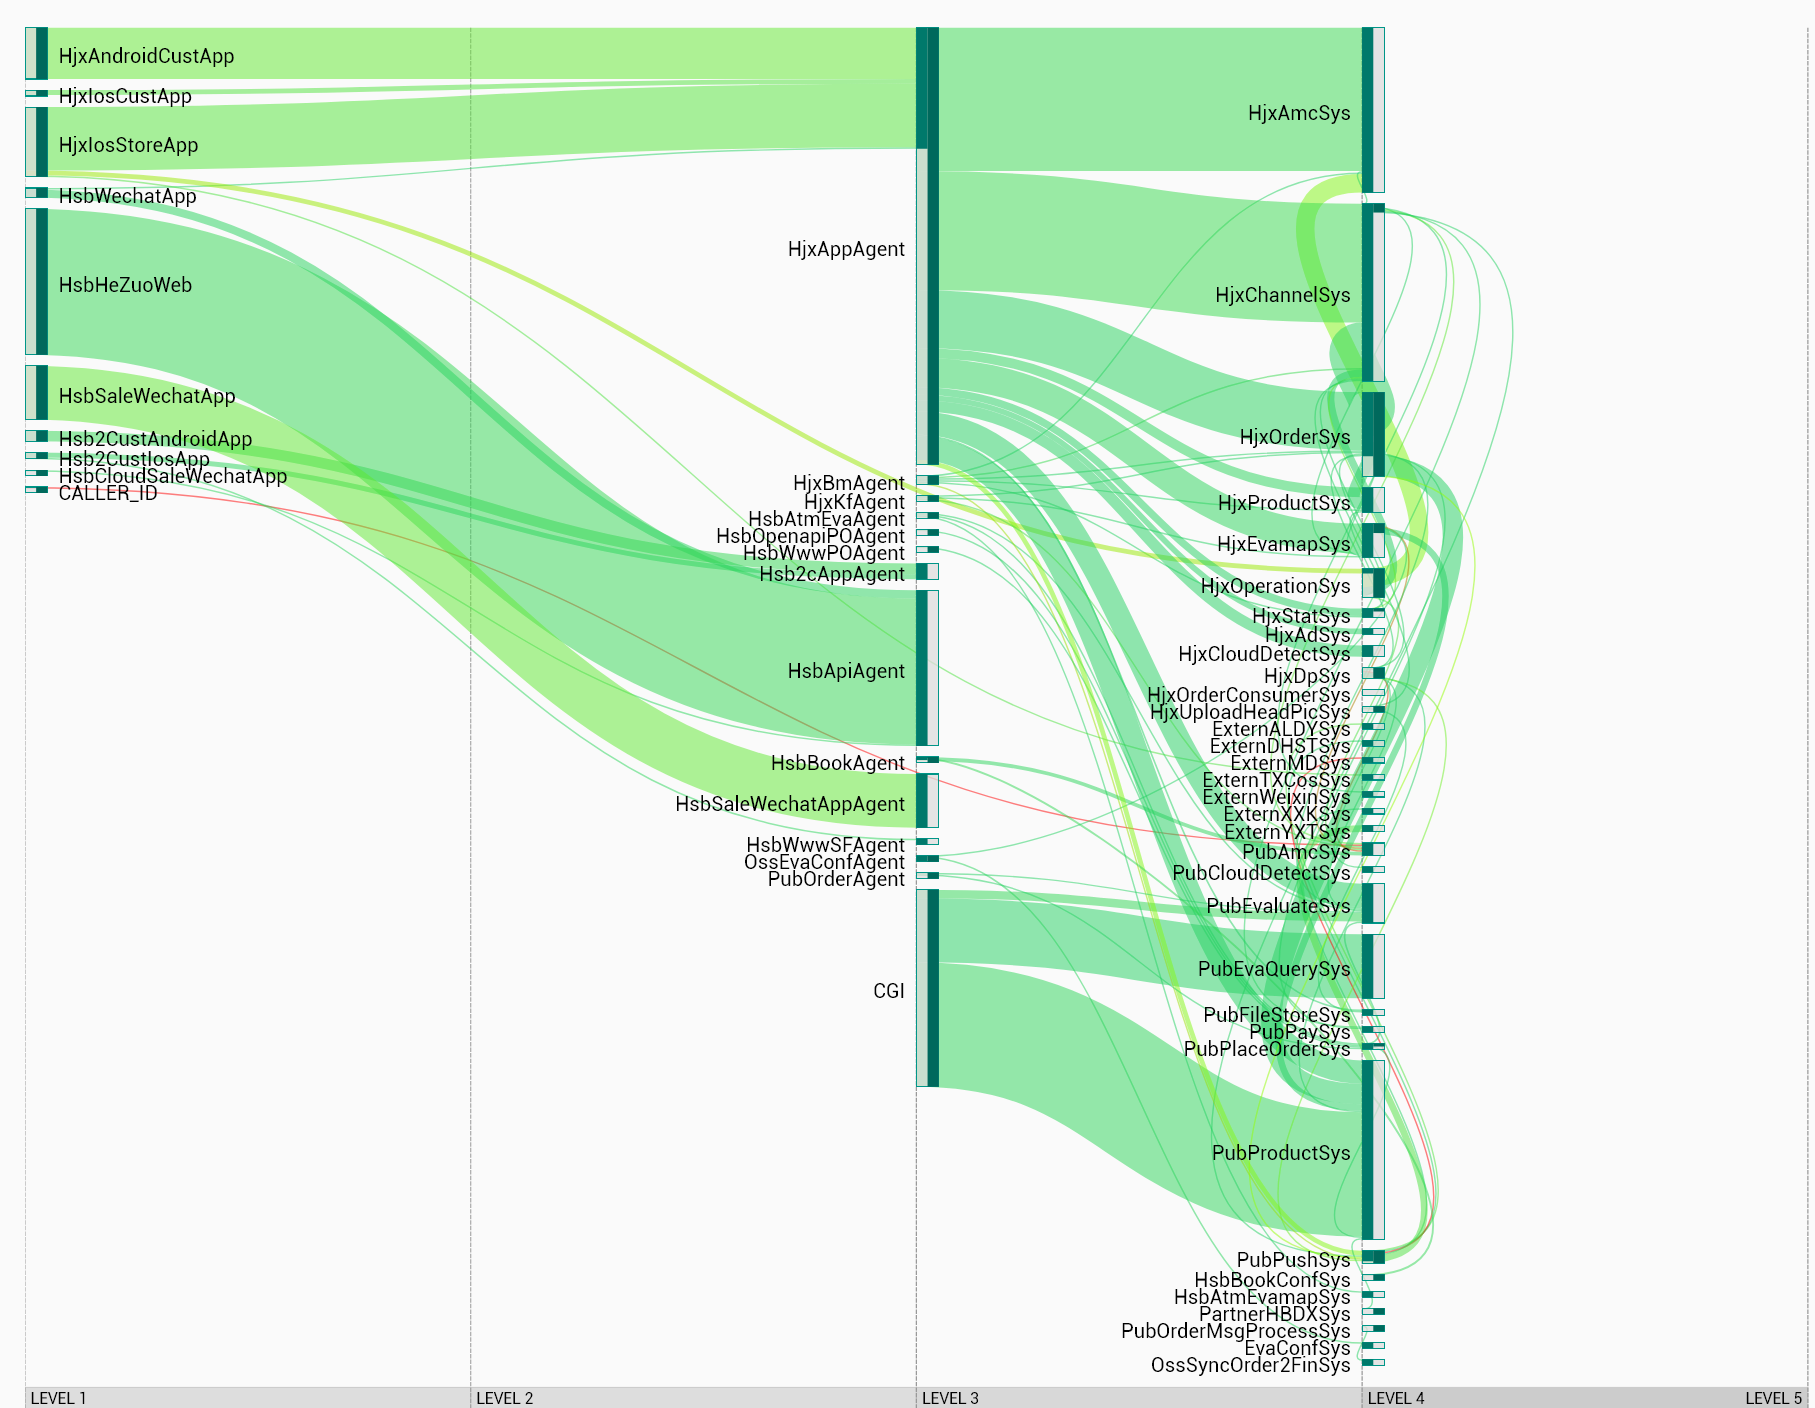 HjxAndroidCustApp
HjxIosCustApp
HjxIosStoreApp
HsbWechatApp
HsbHeZuoWeb
HsbSaleWechatApp
Hsb2CustAndroidApp
Hsb2CustIosApp
HsbCloudSaleWechatApp
CALLER_ID
HjxAppAgent
HjxBmAgent
HjxKfAgent
HsbAtmEvaAgent
HsbOpenapiPOAgent
HsbWwwPOAgent
Hsb2cAppAgent
HsbApiAgent
HsbBookAgent
HsbSaleWechatAppAgent
HsbWwwSFAgent
OssEvaConfAgent
PubOrderAgent
CGI
HjxAmcSys
HjxChannelSys
HjxOrderSys
HjxProductSys
HjxEvamapSys
HjxOperationSys
HjxStatSys
HjxAdSys
HjxCloudDetectSys
HjxDpSys
HjxOrderConsumerSys
HjxUploadHeadPicSys
ExternALDYSys
ExternDHSTSys
ExternMDSys
ExternTXCosSys
ExternWeixinSys
ExternXXKSys
ExternYXTSys
PubAmcSys
PubCloudDetectSys
PubEvaluateSys
PubEvaQuerySys
PubFileStoreSys
PubPaySys
PubPlaceOrderSys
PubProductSys
PubPushSys
HsbBookConfSys
HsbAtmEvamapSys
PartnerHBDXSys
PubOrderMsgProcessSys
EvaConfSys
OssSyncOrder2FinSys
LEVEL 1
LEVEL 2
LEVEL 3
LEVEL 4
LEVEL 5